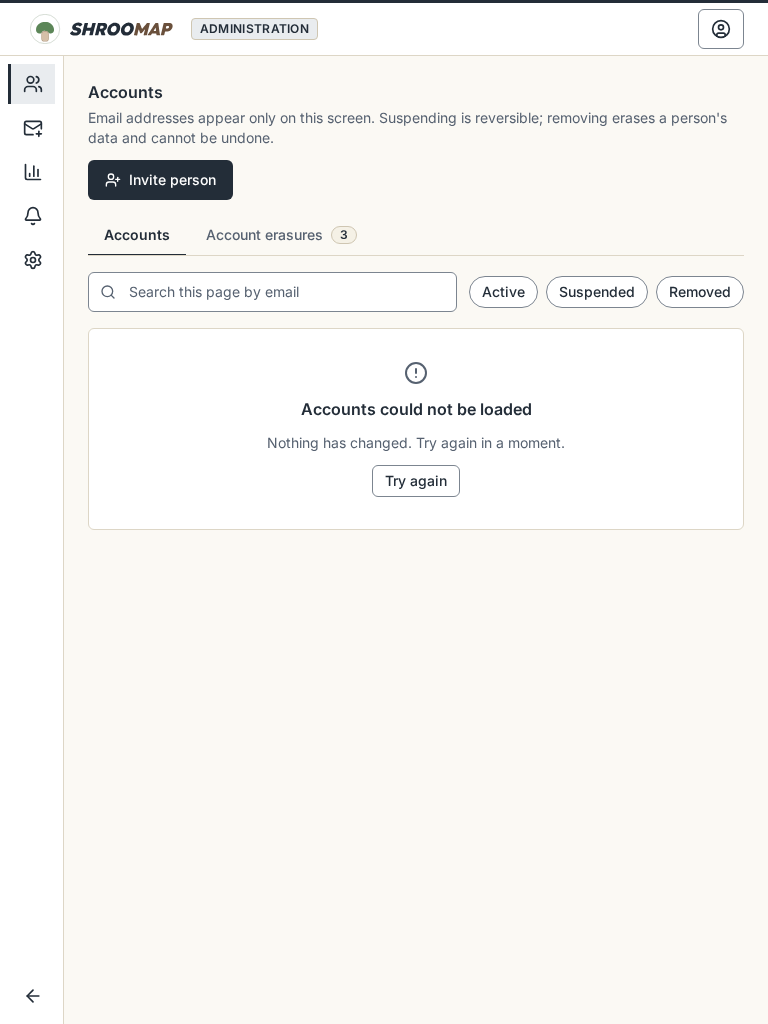 SHROOMAP
ADMINISTRATION
Accounts
Email addresses appear only on this screen. Suspending is reversible; removing erases a person's
data and cannot be undone.
Invite person
Accounts
Account erasures 3
Search this page by email
Active
Suspended
Removed
Accounts could not be loaded
Nothing has changed. Try again in a moment.
Try again